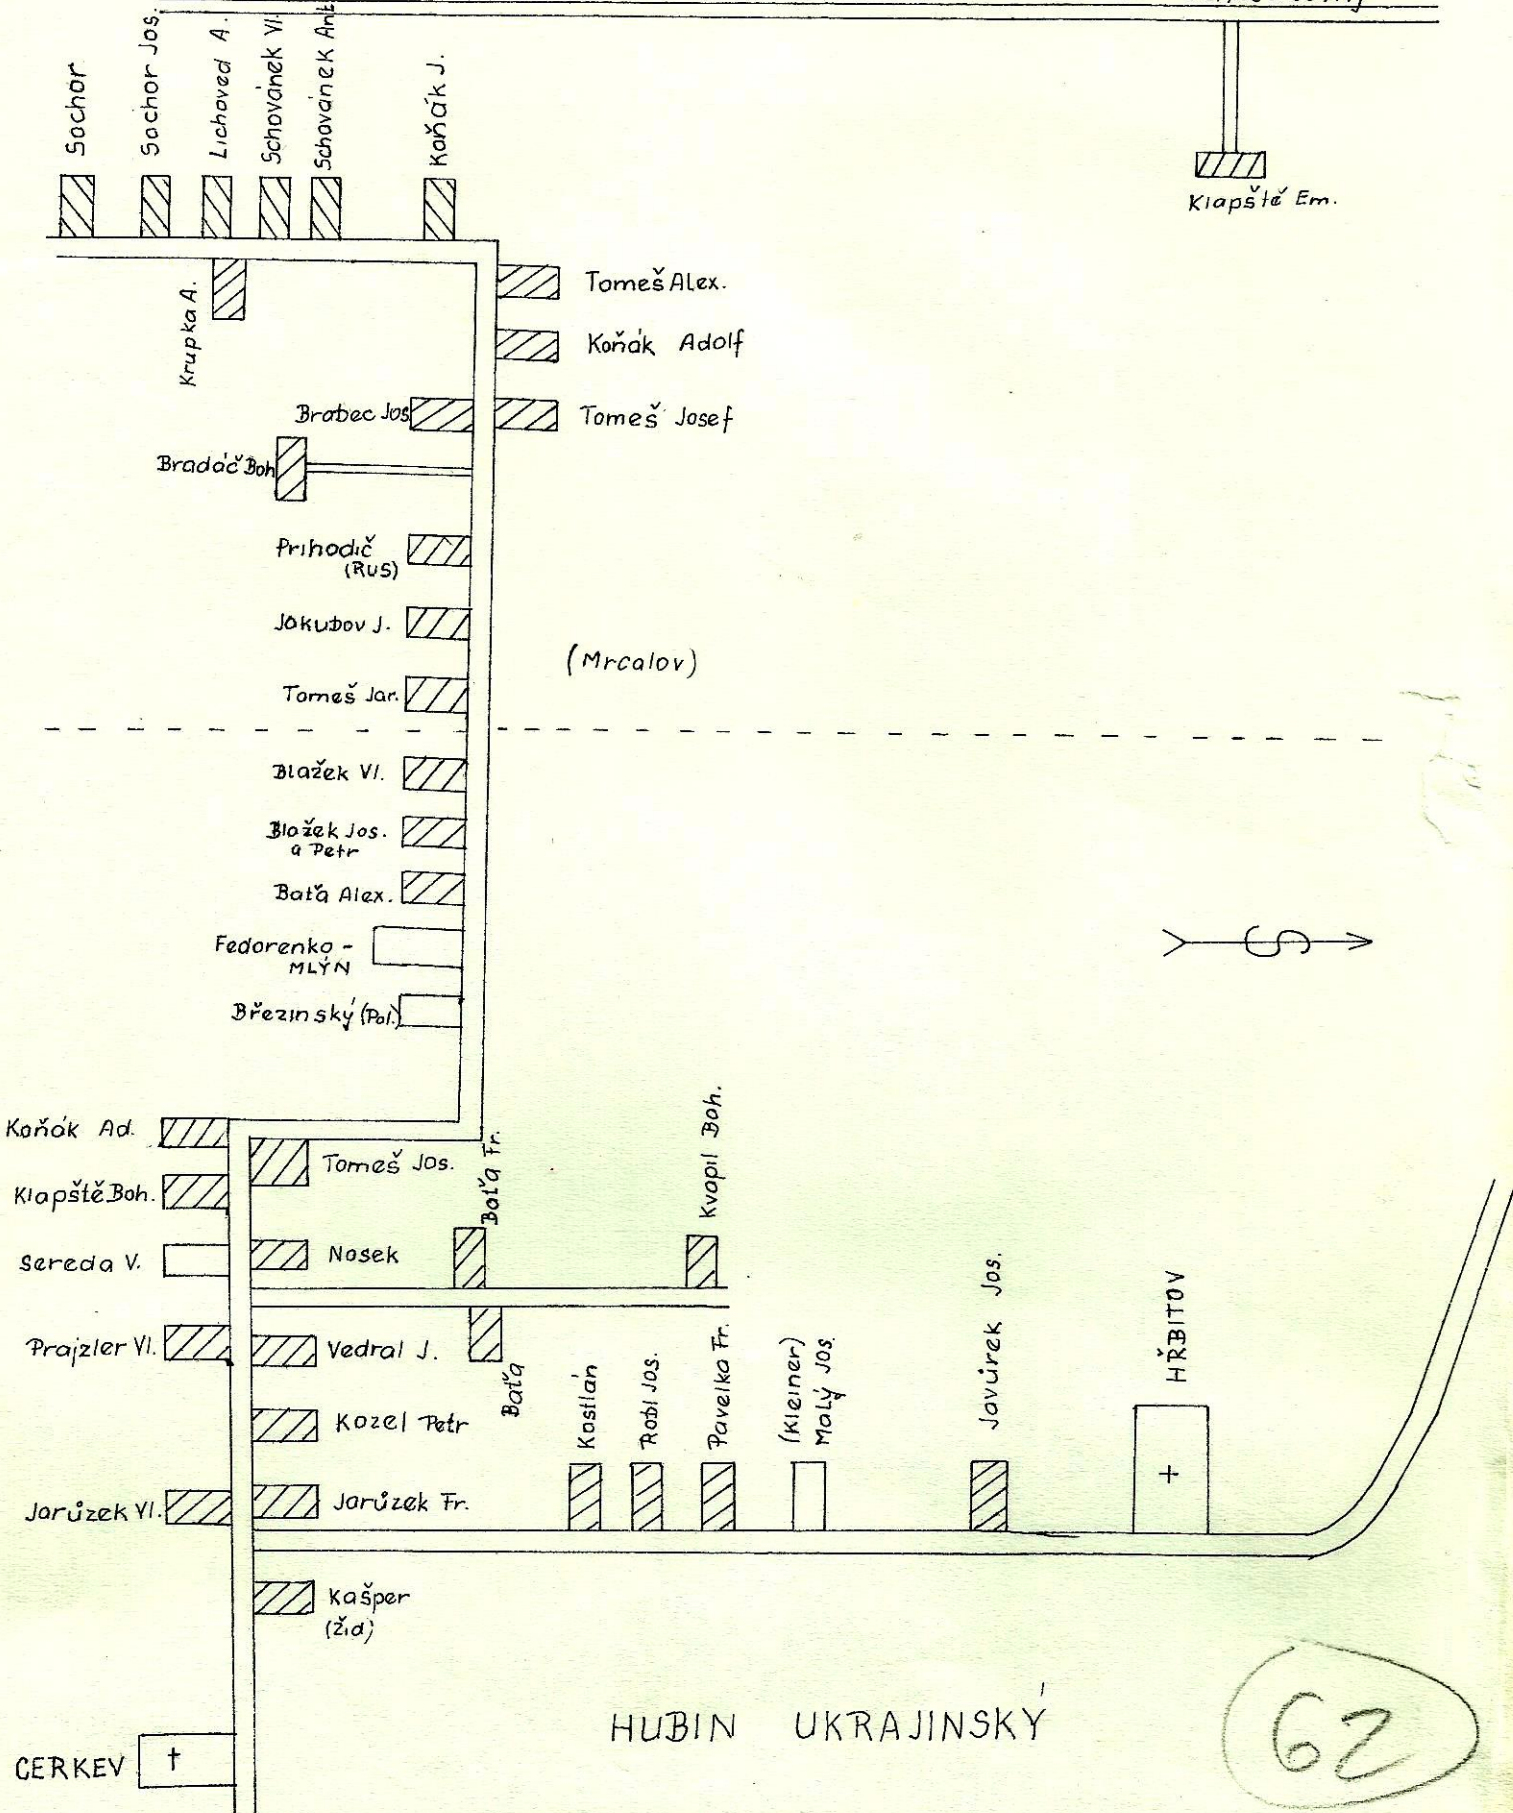 Sochor
Sochor Jos.
Lichoved A.
Schovánek Vl.
Schovánek Ant.
Koňák J.
Klapště Em.
Krupka A.
Tomeš Alex.
Koňák Adolf
Brabec Jos
Tomeš Josef
Bradáč Boh
Prihodič
(RUS)
Jakubov J.
(Mrcalov)
Tomeš Jar.
Blažek Vl.
Blažek Jos.
a Petr
Baťa Alex.
Fedorenko -
MLÝN
S
Březinský (Pol.)
Koňák Ad.
Tomeš Jos.
Baťa Fr.
Kvapil Boh.
Klapště Boh.
Sereda V.
Nosek
Prajzler Vl.
Vedral J.
Baťa
Kostlán
Robl Jos.
Pavelka Fr.
(Kleiner)
Malý Jos.
Javůrek Jos.
HŘBITOV
Kozel Petr
Jarůzek Vl.
Jarůzek Fr.
Kašper
(Žid)
HUBIN UKRAJINSKÝ
62
CERKEV